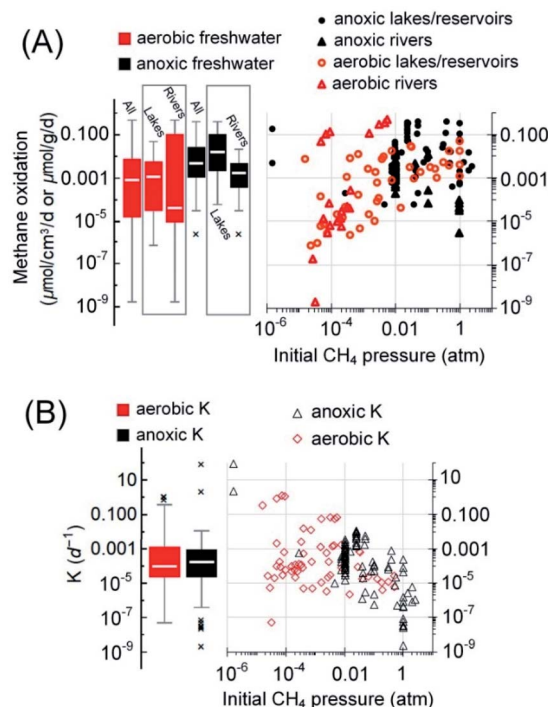 (A)
aerobic freshwater
anoxic freshwater
anoxic lakes/reservoirs
anoxic rivers
aerobic lakes/reservoirs
aerobic rivers
Methane oxidation
(μmol/cm³/d or μmol/g/d)
All
Lakes
Rivers
All
Lakes
Rivers
0.100
0.001
10⁻⁵
10⁻⁷
10⁻⁹
0.100
0.001
10⁻⁵
10⁻⁷
10⁻⁹
10⁻⁶ 10⁻⁴ 0.01 1
Initial CH₄ pressure (atm)
(B)
aerobic K
anoxic K
anoxic K
aerobic K
K (d⁻¹)
10
0.100
0.001
10⁻⁵
10⁻⁷
10⁻⁹
10
0.100
0.001
10⁻⁵
10⁻⁷
10⁻⁹
10⁻⁶ 10⁻⁴ 0.01 1
Initial CH₄ pressure (atm)